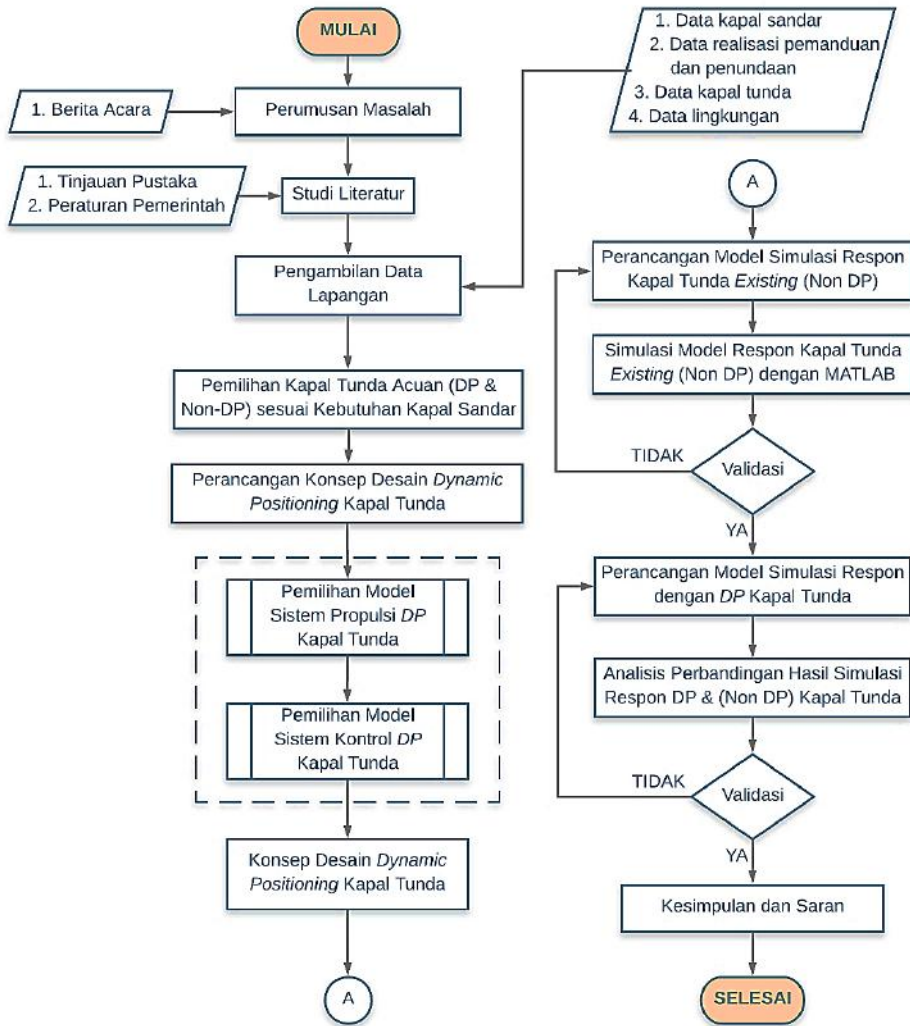 MULAI
1. Berita Acara
Perumusan Masalah
1. Tinjauan Pustaka
2. Peraturan Pemerintah
Studi Literatur
1. Data kapal sandar
2. Data realisasi pemanduan
dan penundaan
3. Data kapal tunda
4. Data lingkungan
Pengambilan Data
Lapangan
Pemilihan Kapal Tunda Acuan (DP &
Non-DP) sesuai Kebutuhan Kapal Sandar
Perancangan Konsep Desain Dynamic
Positioning Kapal Tunda
Pemilihan Model
Sistem Propulsi DP
Kapal Tunda
Pemilihan Model
Sistem Kontrol DP
Kapal Tunda
Konsep Desain Dynamic
Positioning Kapal Tunda
A
A
Perancangan Model Simulasi Respon
Kapal Tunda Existing (Non DP)
Simulasi Model Respon Kapal Tunda
Existing (Non DP) dengan MATLAB
TIDAK
Validasi
YA
Perancangan Model Simulasi Respon
dengan DP Kapal Tunda
Analisis Perbandingan Hasil Simulasi
Respon DP & (Non DP) Kapal Tunda
TIDAK
Validasi
YA
Kesimpulan dan Saran
SELESAI